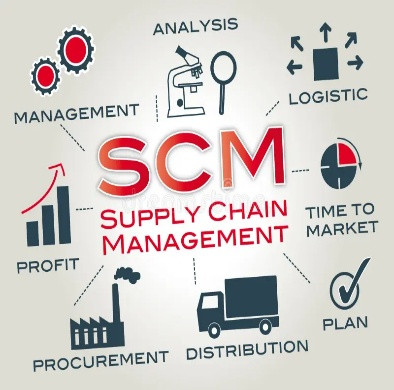 ANALYSIS
MANAGEMENT
LOGISTIC
SCM
SUPPLY CHAIN
MANAGEMENT
TIME TO
MARKET
PROFIT
PLAN
PROCUREMENT
DISTRIBUTION